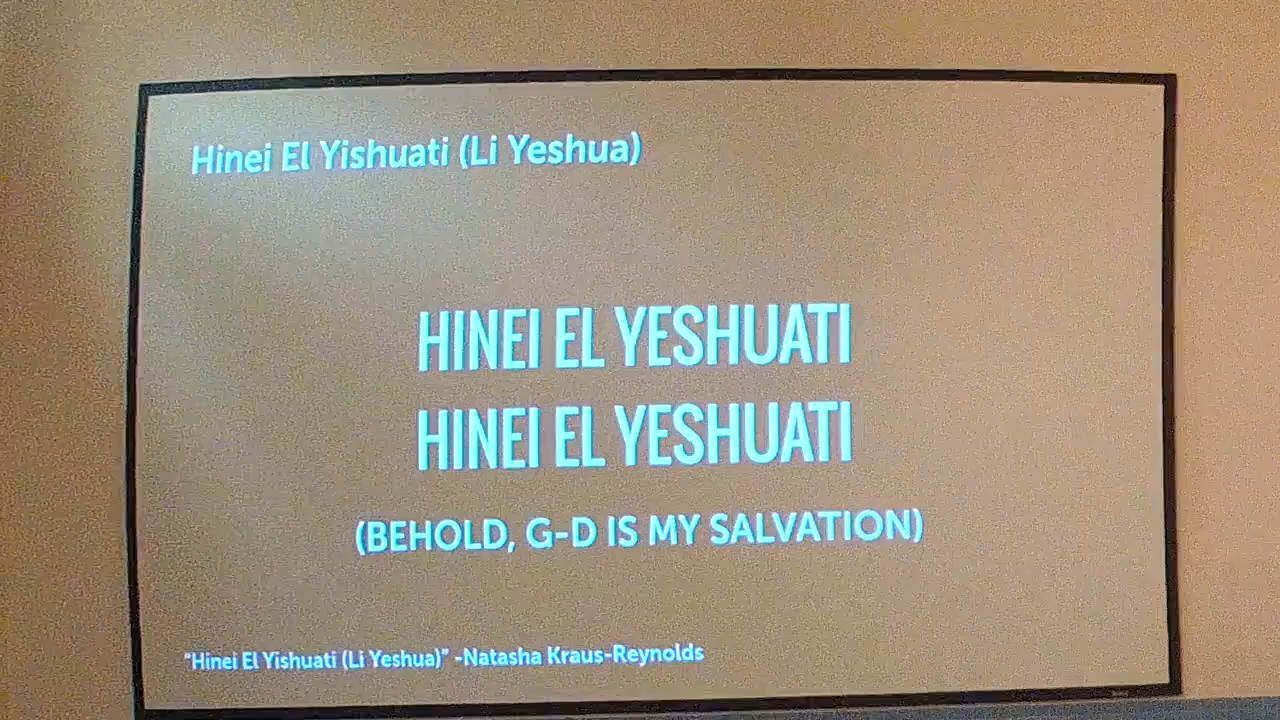 Hinei El Yishuati (Li Yeshua)
HINEI EL YESHUATI
HINEI EL YESHUATI
(BEHOLD, G-D IS MY SALVATION)
"Hinei El Yishuati (Li Yeshua)" -Natasha Kraus-Reynolds